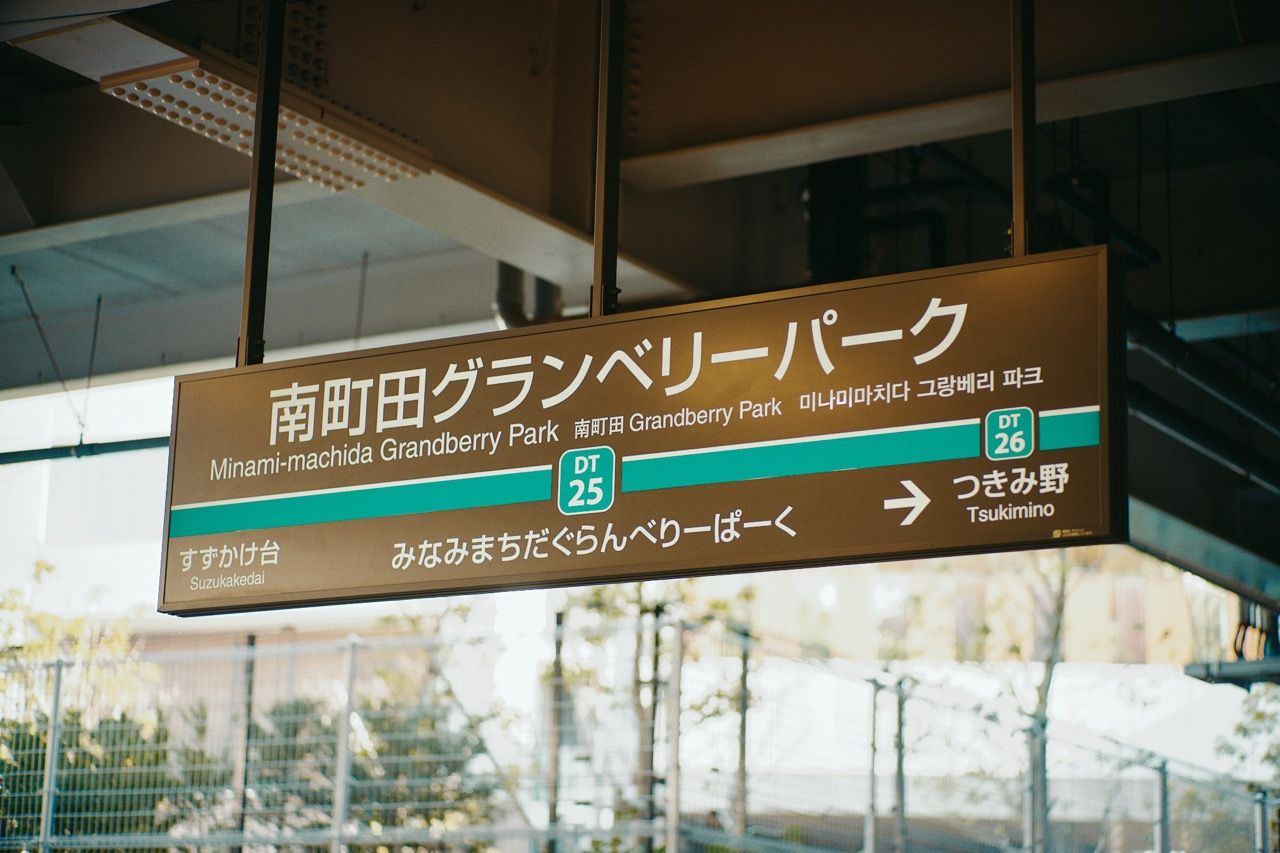 南町田グランベリーパーク
Minami-machida Grandberry Park 南町田 Grandberry Park 미나미마치다 그랑베리 파크
DT 25
DT 26
すずかけ台
Suzukakedai
みなみまちだぐらんべりーぱーく
→ つきみ野
Tsukimino